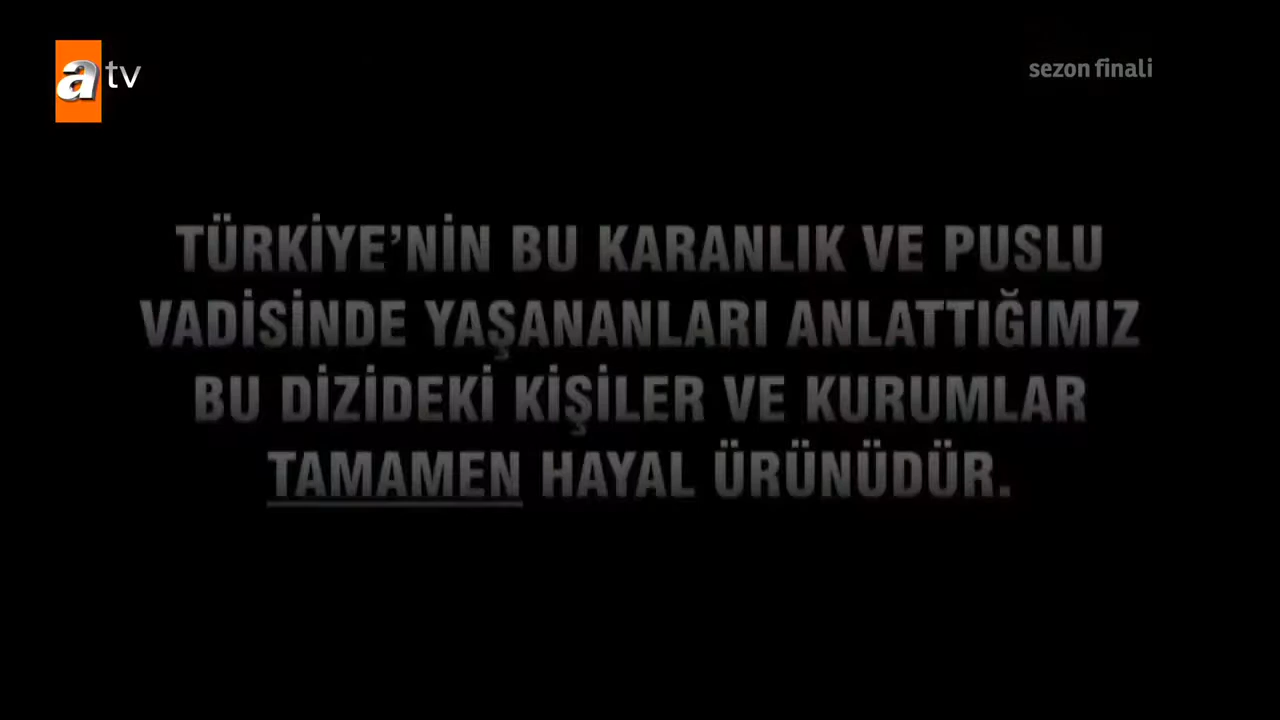 atv
sezon finali
TÜRKİYE’NİN BU KARANLIK VE PUSLU
VADİSİNDE YAŞANANLARI ANLATTIĞIMIZ
BU DİZİDEKİ KİŞİLER VE KURUMLAR
TAMAMEN HAYAL ÜRÜNÜDÜR.